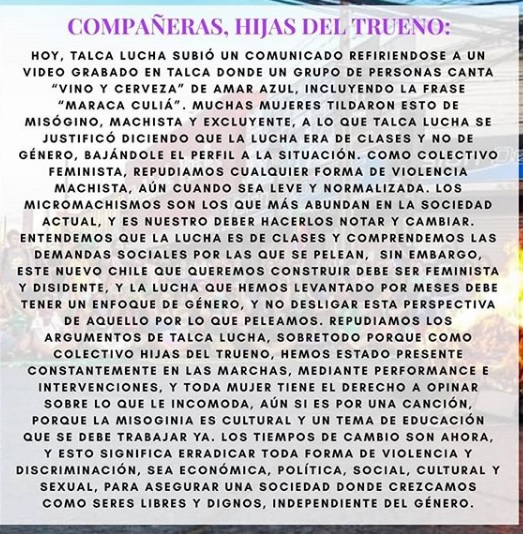 COMPAÑERAS, HIJAS DEL TRUENO:
HOY, TALCA LUCHA SUBIÓ UN COMUNICADO REFIRIENDOSE A UN
VIDEO GRABADO EN TALCA DONDE UN GRUPO DE PERSONAS CANTA
“VINO Y CERVEZA” DE AMAR AZUL, INCLUYENDO LA FRASE
“MARACA CULIÁ”. MUCHAS MUJERES TILDARON ESTO DE
MISÓGINO, MACHISTA Y EXCLUYENTE, A LO QUE TALCA LUCHA SE
JUSTIFICÓ DICIENDO QUE LA LUCHA ERA DE CLASES Y NO DE
GÉNERO, BAJÁNDOLE EL PERFIL A LA SITUACIÓN. COMO COLECTIVO
FEMINISTA, REPUDIAMOS CUALQUIER FORMA DE VIOLENCIA
MACHISTA, AÚN CUANDO SEA LEVE Y NORMALIZADA. LOS
MICROMACHISMOS SON LOS QUE MÁS ABUNDAN EN LA SOCIEDAD
ACTUAL, Y ES NUESTRO DEBER HACERLOS NOTAR Y CAMBIAR.
ENTENDEMOS QUE LA LUCHA ES DE CLASES Y COMPRENDEMOS LAS
DEMANDAS SOCIALES POR LAS QUE SE PELEAN, SIN EMBARGO,
ESTE NUEVO CHILE QUE QUEREMOS CONSTRUIR DEBE SER FEMINISTA
Y DISIDENTE, Y LA LUCHA QUE HEMOS LEVANTADO POR MESES DEBE
TENER UN ENFOQUE DE GÉNERO, Y NO DESLIGAR ESTA PERSPECTIVA
DE AQUELLO POR LO QUE PELEAMOS. REPUDIAMOS LOS
ARGUMENTOS DE TALCA LUCHA, SOBRETODO PORQUE COMO
COLECTIVO HIJAS DEL TRUENO, HEMOS ESTADO PRESENTE
CONSTANTEMENTE EN LAS MARCHAS, MEDIANTE PERFORMANCE E
INTERVENCIONES, Y TODA MUJER TIENE EL DERECHO A OPINAR
SOBRE LO QUE LE INCOMODA, AÚN SI ES POR UNA CANCIÓN,
PORQUE LA MISOGINIA ES CULTURAL Y UN TEMA DE EDUCACIÓN
QUE SE DEBE TRABAJAR YA. LOS TIEMPOS DE CAMBIO SON AHORA,
Y ESTO SIGNIFICA ERRADICAR TODA FORMA DE VIOLENCIA Y
DISCRIMINACIÓN, SEA ECONÓMICA, POLÍTICA, SOCIAL, CULTURAL Y
SEXUAL, PARA ASEGURAR UNA SOCIEDAD DONDE CREZCAMOS
COMO SERES LIBRES Y DIGNOS, INDEPENDIENTE DEL GÉNERO.